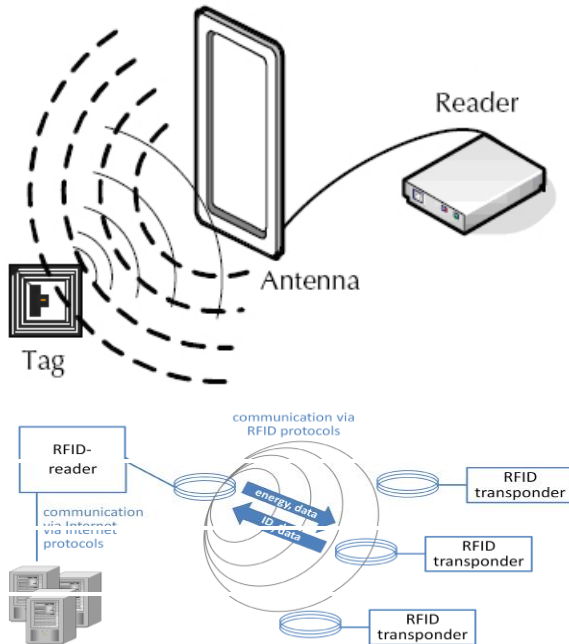 Reader
Antenna
Tag
communication via
RFID protocols
RFID-
reader
energy, data
ID, data
RFID
transponder
communication
via Internet
protocols
RFID
transponder
RFID
transponder